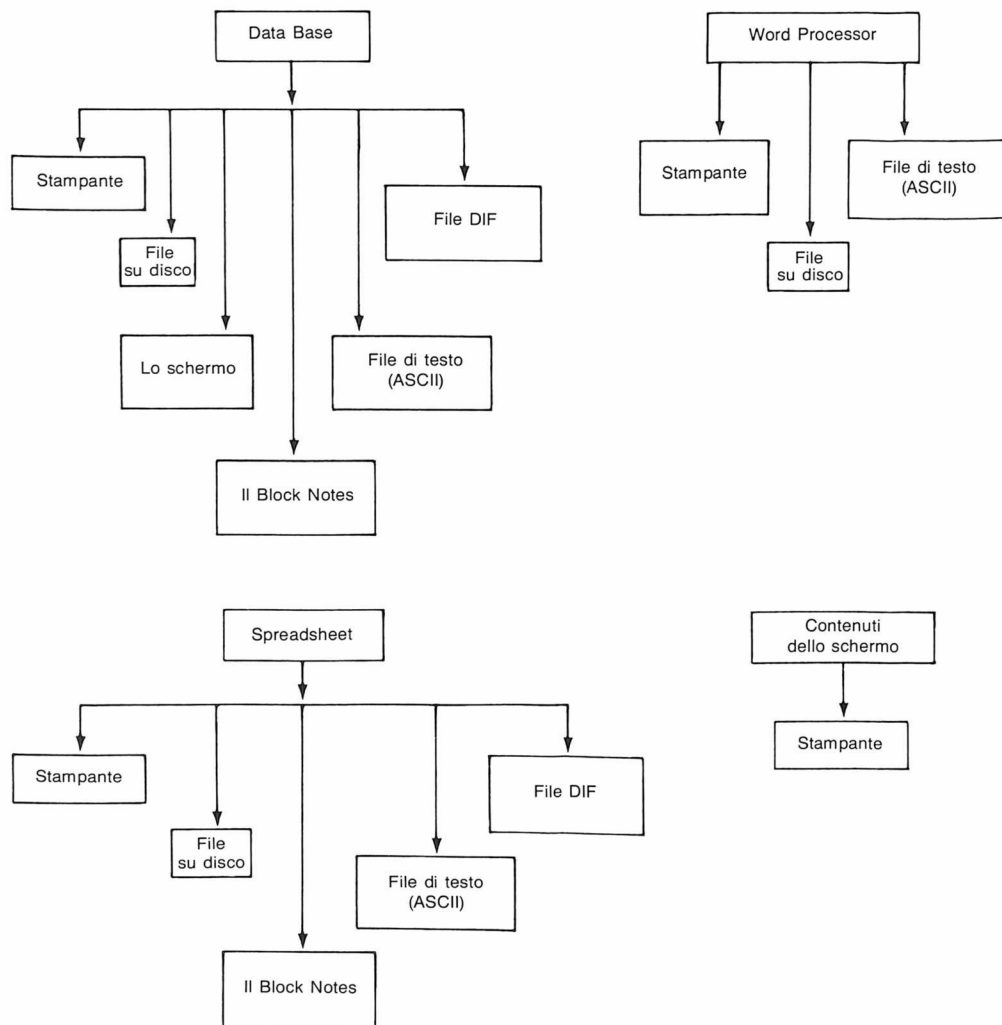 Data Base
Stampante
File
su disco
Lo schermo
Il Block Notes
File di testo
(ASCII)
File DIF
Word Processor
Stampante
File
su disco
File di testo
(ASCII)
Spreadsheet
Stampante
File
su disco
Il Block Notes
File di testo
(ASCII)
File DIF
Contenuti
dello schermo
Stampante